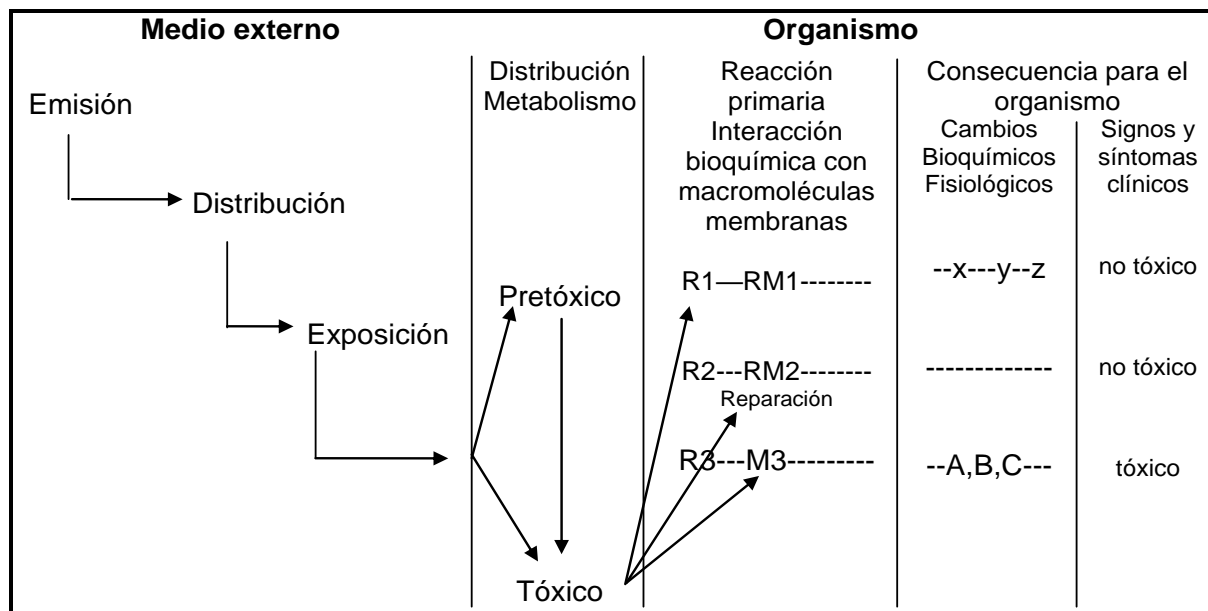 Medio externo
Organismo
Emisión
Distribución
Exposición
Distribución
Metabolismo
Pretóxico
Tóxico
Reacción
primaria
Interacción
bioquímica con
macromoléculas
membranas
R1—RM1--------
R2---RM2--------
Reparación
R3---M3----------
Consecuencia para el
organismo
Cambios
Bioquímicos
Fisiológicos
--x---y--z
-------------
--A,B,C---
Signos y
síntomas
clínicos
no tóxico
no tóxico
tóxico